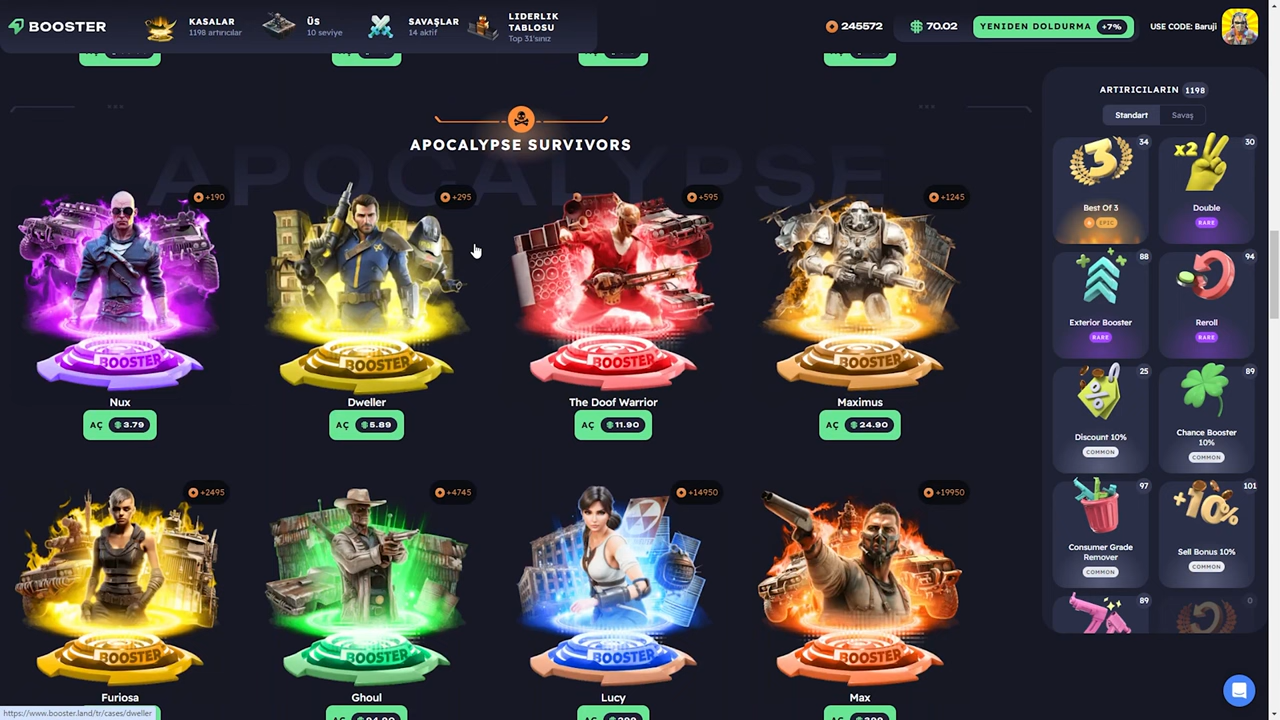 BOOSTER
KASALAR
1198 artırıcılar
ÜS
10 seviye
SAVAŞLAR
14 aktif
LIDERLIK
TABLOSU
Top 31'sınız
245572
70.02
YENIDEN DOLDURMA +7%
USE CODE: Baruji
APOCALYPSE
APOCALYPSE SURVIVORS
+190
+295
+595
+1245
BOOSTER
BOOSTER
BOOSTER
BOOSTER
Nux
Dweller
The Doof Warrior
Maximus
AÇ 3.79
AÇ 5.89
AÇ 11.90
AÇ 24.90
+2495
+4745
+14950
+19950
BOOSTER
BOOSTER
BOOSTER
BOOSTER
Furiosa
Ghoul
Lucy
Max
ARTIRICILARIN 1198
Standart
Savaş
34
30
3
x2
Best Of 3
Double
EPIC
RARE
88
94
Exterior Booster
Reroll
RARE
RARE
25
89
%
Discount 10%
Chance Booster
10%
COMMON
COMMON
97
101
+10%
Consumer Grade
Remover
Sell Bonus 10%
COMMON
COMMON
89
0
https://www.booster.land/tr/cases/dweller